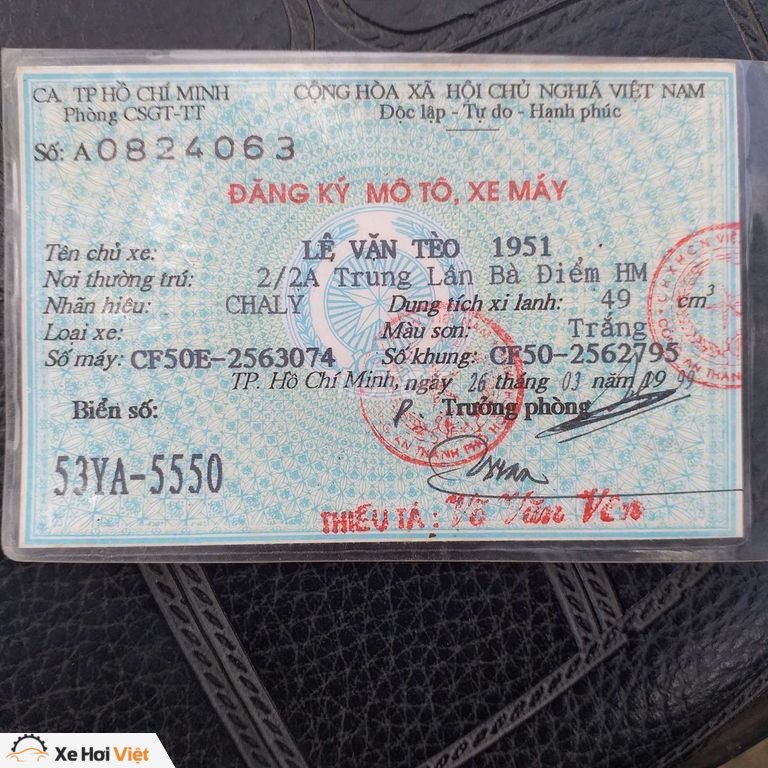 CA. TP HỒ CHÍ MINH
Phòng CSGT-TT
CỘNG HÒA XÃ HỘI CHỦ NGHĨA VIỆT NAM
Độc lập - Tự do - Hạnh phúc
Số: A0824063
ĐĂNG KÝ MÔ TÔ, XE MÁY
Tên chủ xe: LÊ VĂN TÈO 1951
Nơi thường trú: 2/2A Trung Lân Bà Điểm HM
Nhãn hiệu: CHALY Dung tích xi lanh: 49 cm³
Loại xe: Màu sơn: Trắng
Số máy: CF50E-2563074 Số khung: CF50-2562795
TP. Hồ Chí Minh, ngày 26 tháng 03 năm 1999
Biển số: P. Trưởng phòng
53YA-5550
THIẾU TÁ: Võ Văn Vên
Xe Hơi Việt